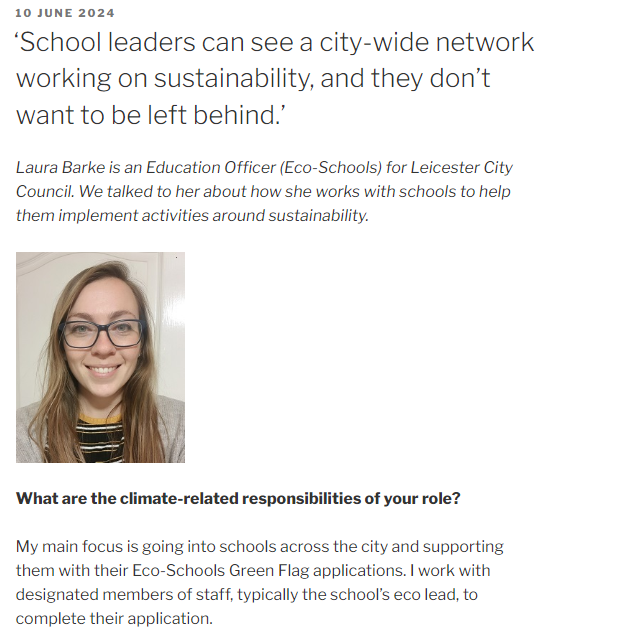 10 JUNE 2024
‘School leaders can see a city-wide network
working on sustainability, and they don’t
want to be left behind.’
Laura Barke is an Education Officer (Eco-Schools) for Leicester City
Council. We talked to her about how she works with schools to help
them implement activities around sustainability.
What are the climate-related responsibilities of your role?
My main focus is going into schools across the city and supporting
them with their Eco-Schools Green Flag applications. I work with
designated members of staff, typically the school’s eco lead, to
complete their application.